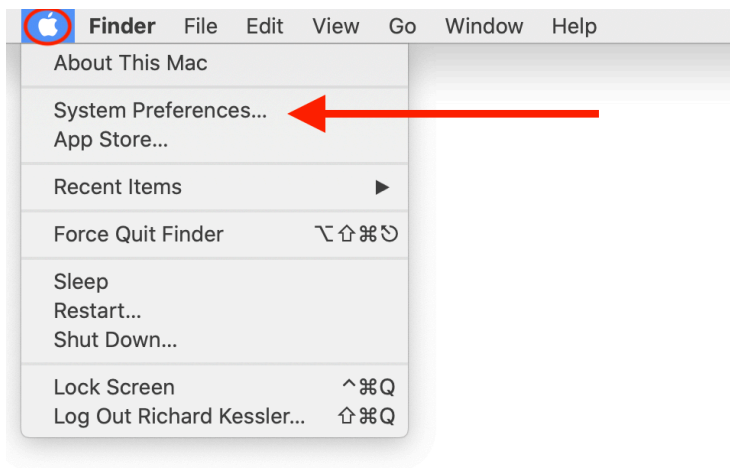 Finder File Edit View Go Window Help
About This Mac
System Preferences...
App Store...
Recent Items ▶
Force Quit Finder ⌥⇧⌘⎋
Sleep
Restart...
Shut Down...
Lock Screen ^⌘Q
Log Out Richard Kessler... ⇧⌘Q